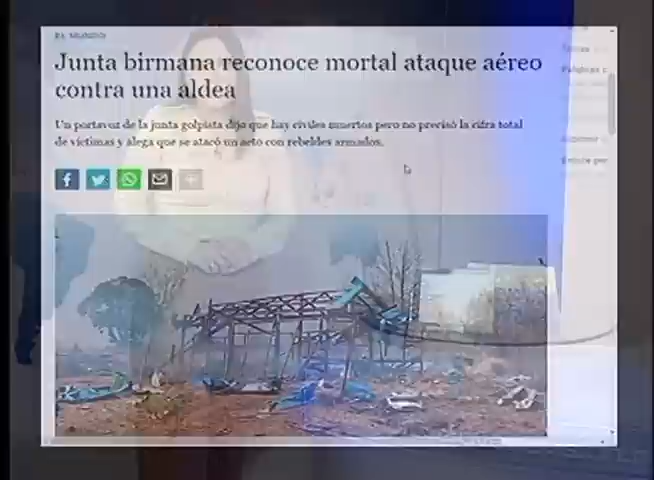 EL MUNDO
Junta birmana reconoce mortal ataque aéreo
contra una aldea
Un portavoz de la junta golpista dijo que hay civiles muertos pero no precisó la cifra total
de víctimas y alega que se atacó un acto con rebeldes armados.